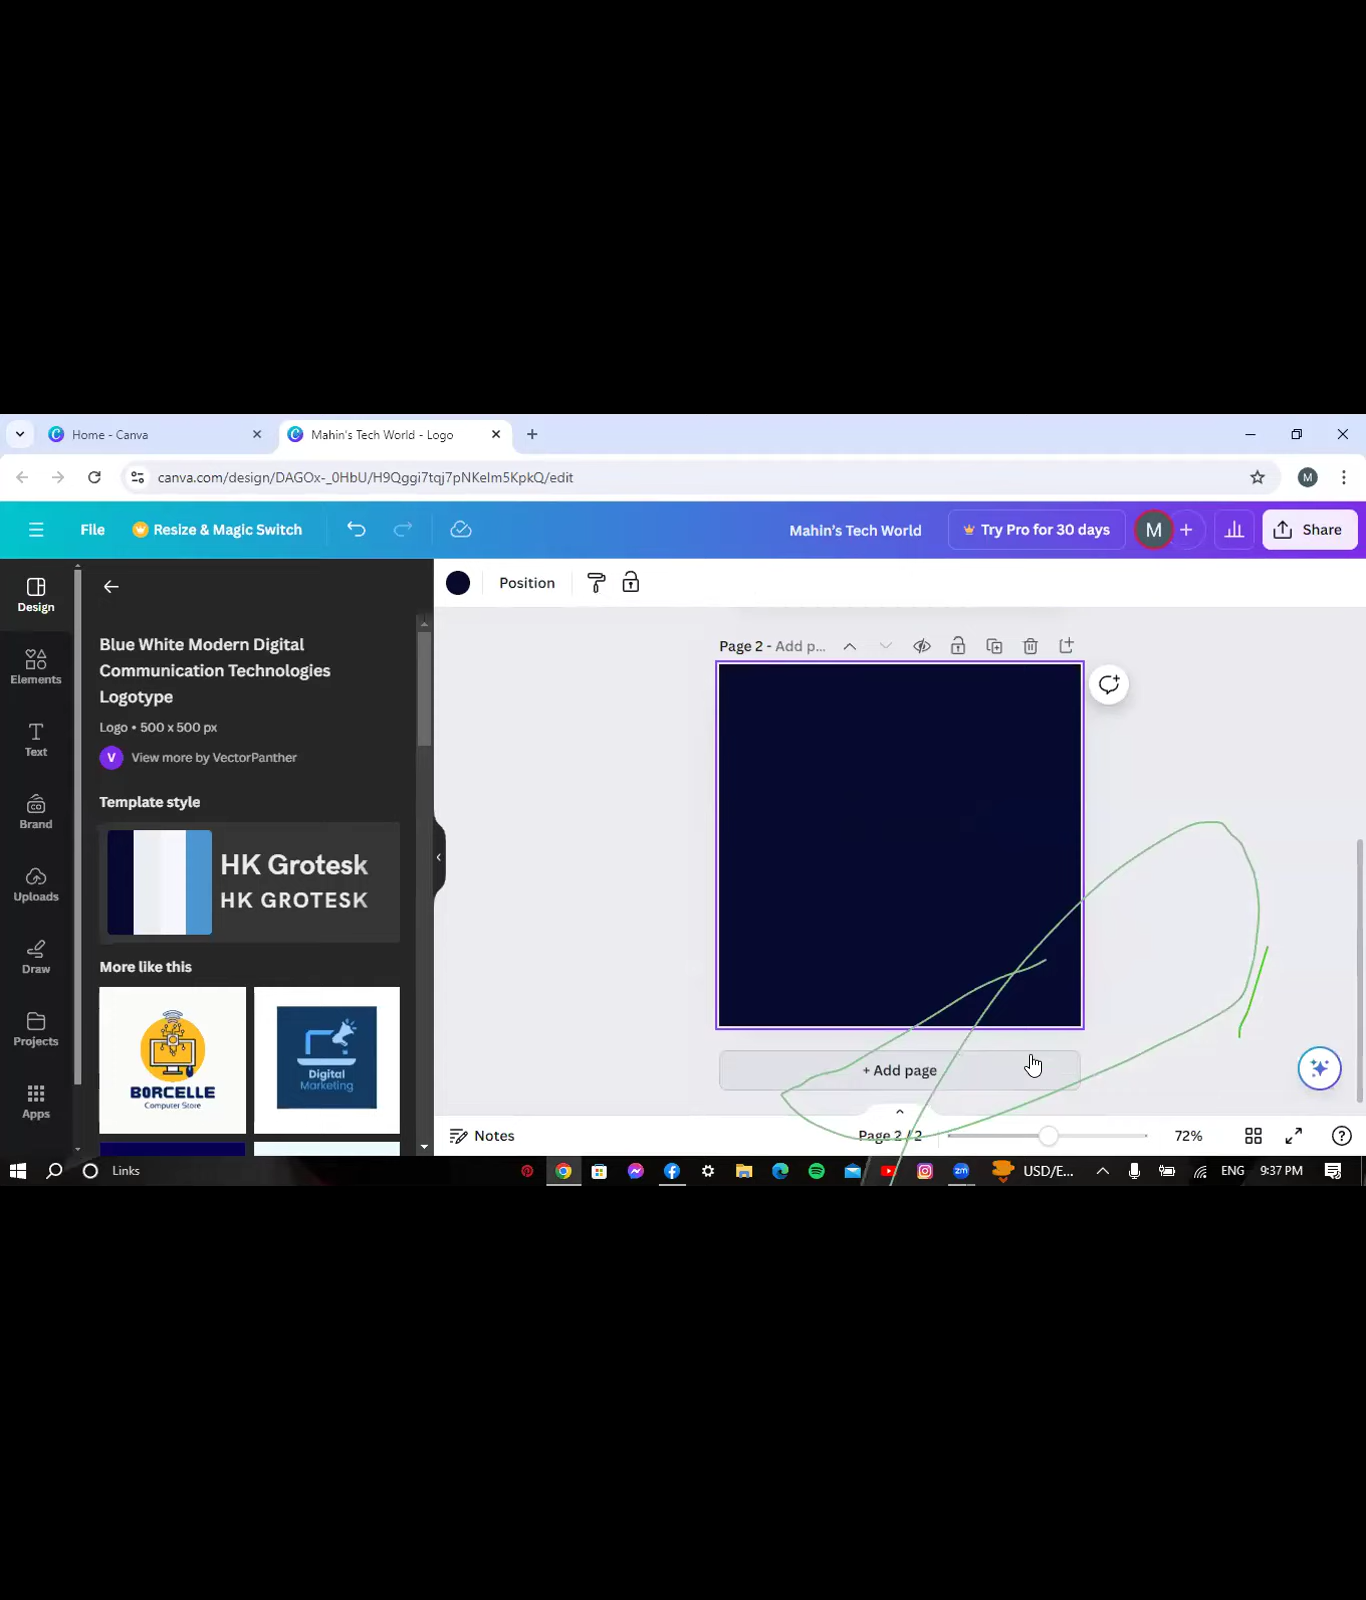 Home - Canva
Mahin's Tech World - Logo
canva.com/design/DAGOx-_0HbU/H9Qggi7tqj7pNKelm5KpkQ/edit
M
File
Resize & Magic Switch
Mahin's Tech World
Try Pro for 30 days
M
Share
Position
Design
Elements
Text
Brand
Uploads
Draw
Projects
Apps
Blue White Modern Digital
Communication Technologies
Logotype
Logo • 500 x 500 px
V
View more by VectorPanther
Template style
HK Grotesk
HK GROTESK
More like this
BORCELLE
Computer Store
Digital
Marketing
Page 2 - Add p...
+ Add page
Notes
Page 2 / 2
72%
Links
zm
USD/E...
ENG
9:37 PM